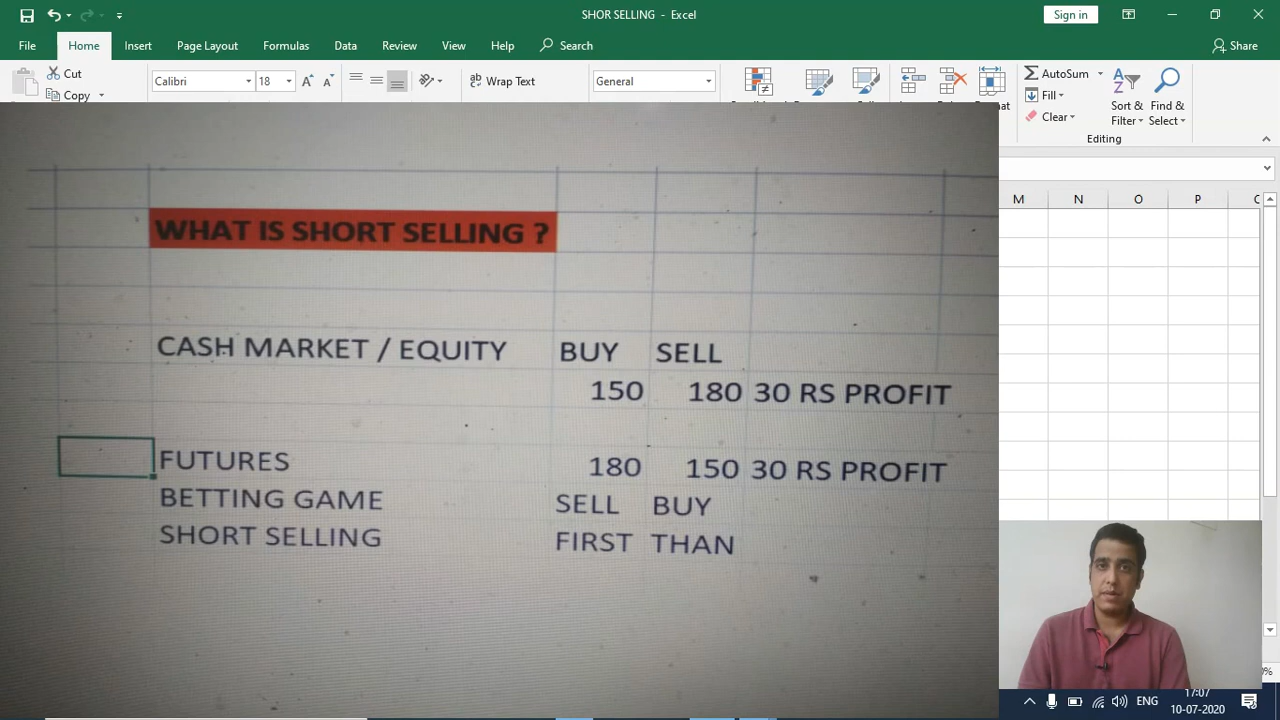 SHOR SELLING - Excel
Sign in
File Home Insert Page Layout Formulas Data Review View Help Search Share
Cut
Copy
Calibri 18
Wrap Text
General
AutoSum
Fill
Clear
Sort & Filter
Find & Select
Editing
M N O P
WHAT IS SHORT SELLING ?
CASH MARKET / EQUITY BUY SELL
150 180 30 RS PROFIT
FUTURES 180 150 30 RS PROFIT
BETTING GAME SELL BUY
SHORT SELLING FIRST THAN
ENG
17:07
10-07-2020